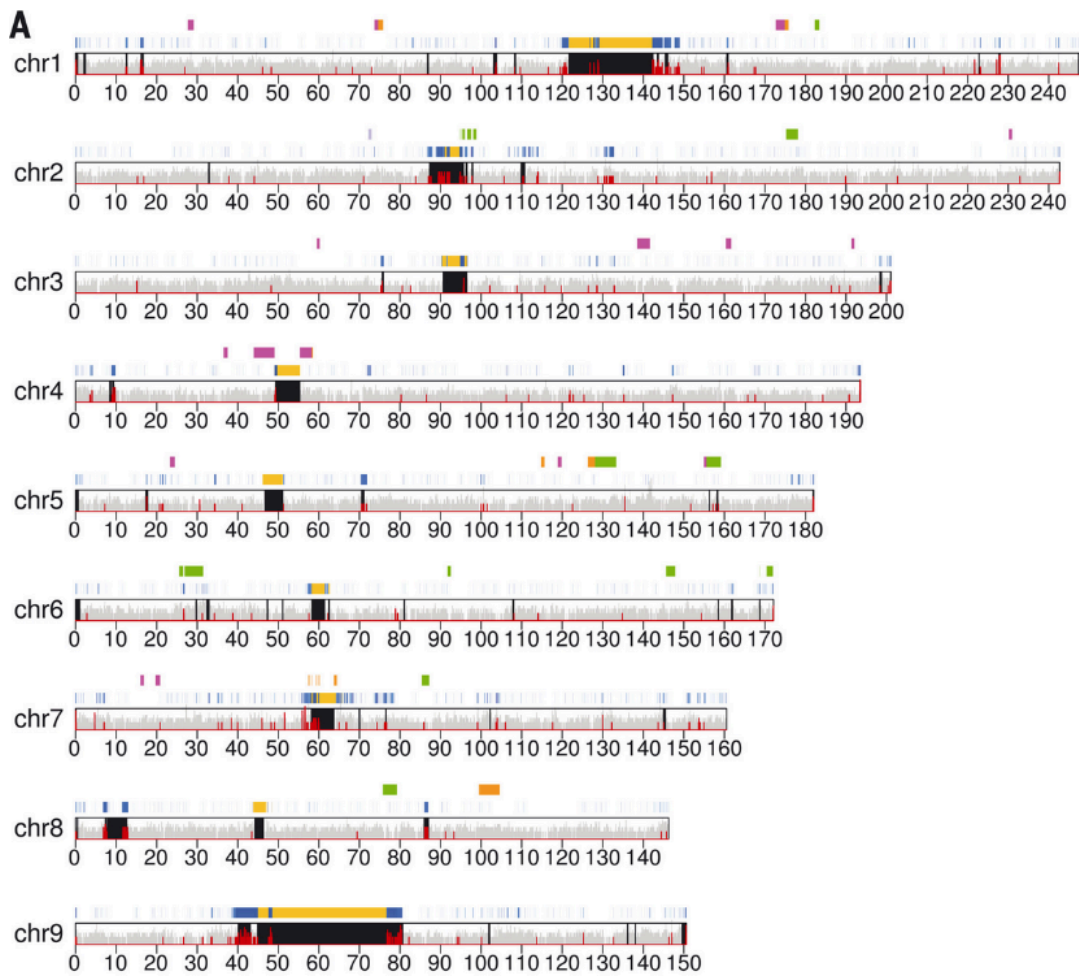 A
chr1
0 10 20 30 40 50 60 70 80 90 100 110 120 130 140 150 160 170 180 190 200 210 220 230 240
chr2
0 10 20 30 40 50 60 70 80 90 100 110 120 130 140 150 160 170 180 190 200 210 220 230 240
chr3
0 10 20 30 40 50 60 70 80 90 100 110 120 130 140 150 160 170 180 190 200
chr4
0 10 20 30 40 50 60 70 80 90 100 110 120 130 140 150 160 170 180 190
chr5
0 10 20 30 40 50 60 70 80 90 100 110 120 130 140 150 160 170 180
chr6
0 10 20 30 40 50 60 70 80 90 100 110 120 130 140 150 160 170
chr7
0 10 20 30 40 50 60 70 80 90 100 110 120 130 140 150 160
chr8
0 10 20 30 40 50 60 70 80 90 100 110 120 130 140
chr9
0 10 20 30 40 50 60 70 80 90 100 110 120 130 140 150